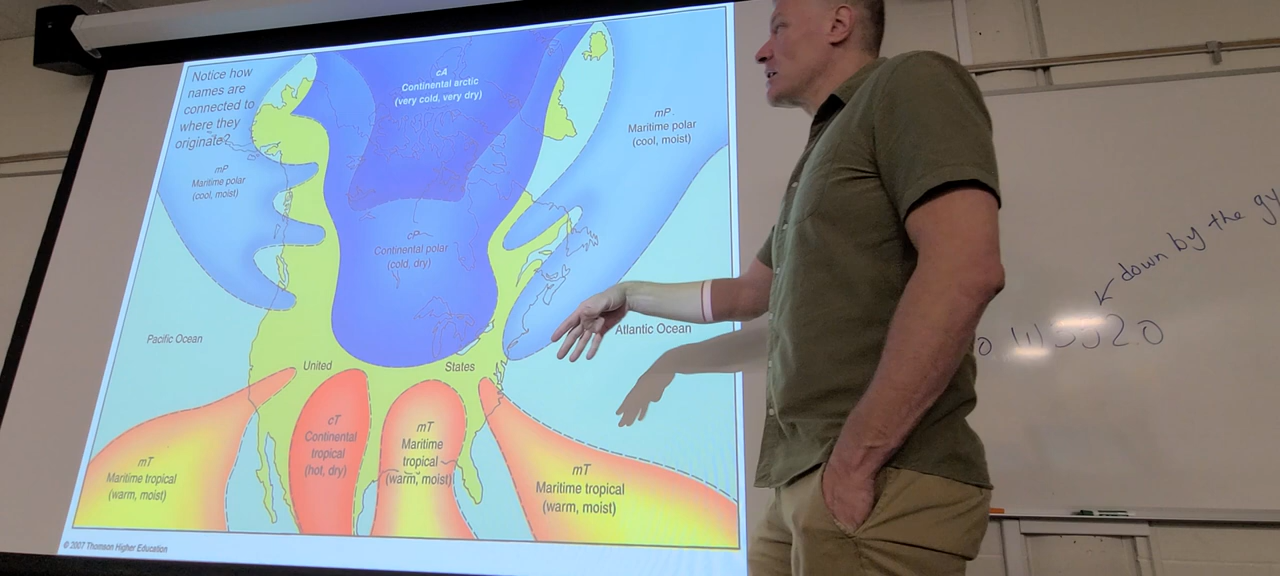 Notice how
names are
connected to
where they
originate?
cA
Continental arctic
(very cold, very dry)
mP
Maritime polar
(cool, moist)
mP
Maritime polar
(cool, moist)
cP
Continental polar
(cold, dry)
Pacific Ocean
Atlantic Ocean
United States
cT
Continental
tropical
(hot, dry)
mT
Maritime
tropical
(warm, moist)
mT
Maritime tropical
(warm, moist)
mT
Maritime tropical
(warm, moist)
© 2007 Thomson Higher Education
down by the